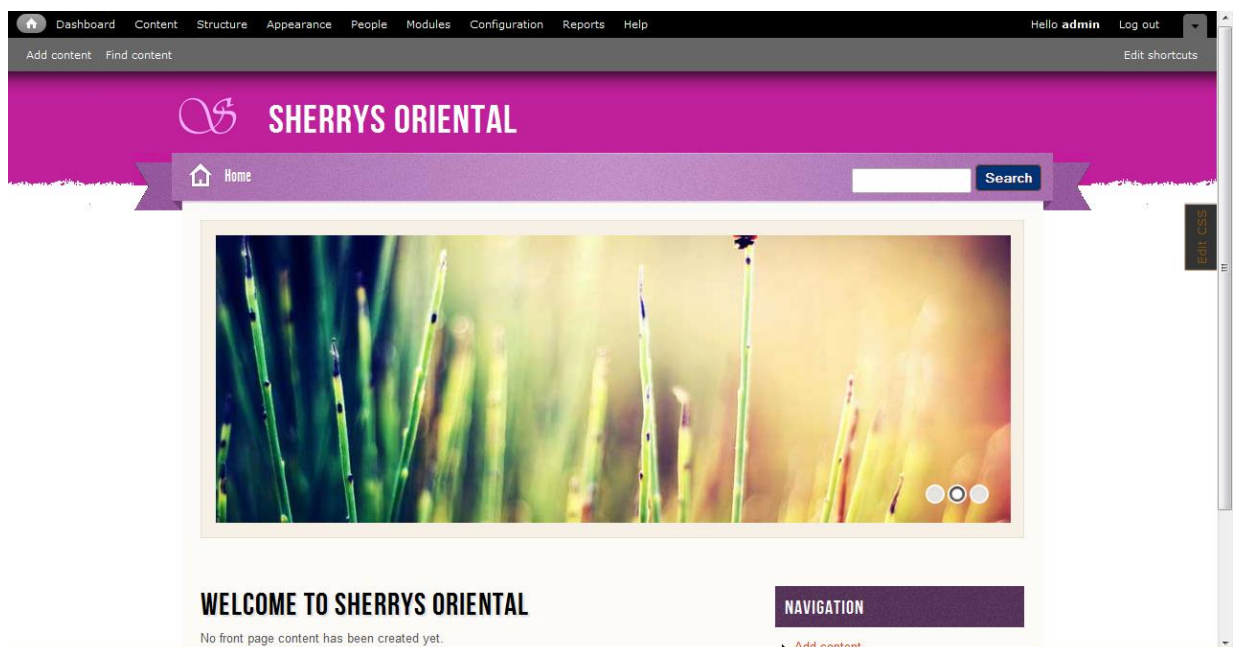 Dashboard Content Structure Appearance People Modules Configuration Reports Help Hello admin Log out
Add content Find content Edit shortcuts
S SHERRYS ORIENTAL
Home Search
Edit CSS
WELCOME TO SHERRYS ORIENTAL
NAVIGATION
No front page content has been created yet.
Add content